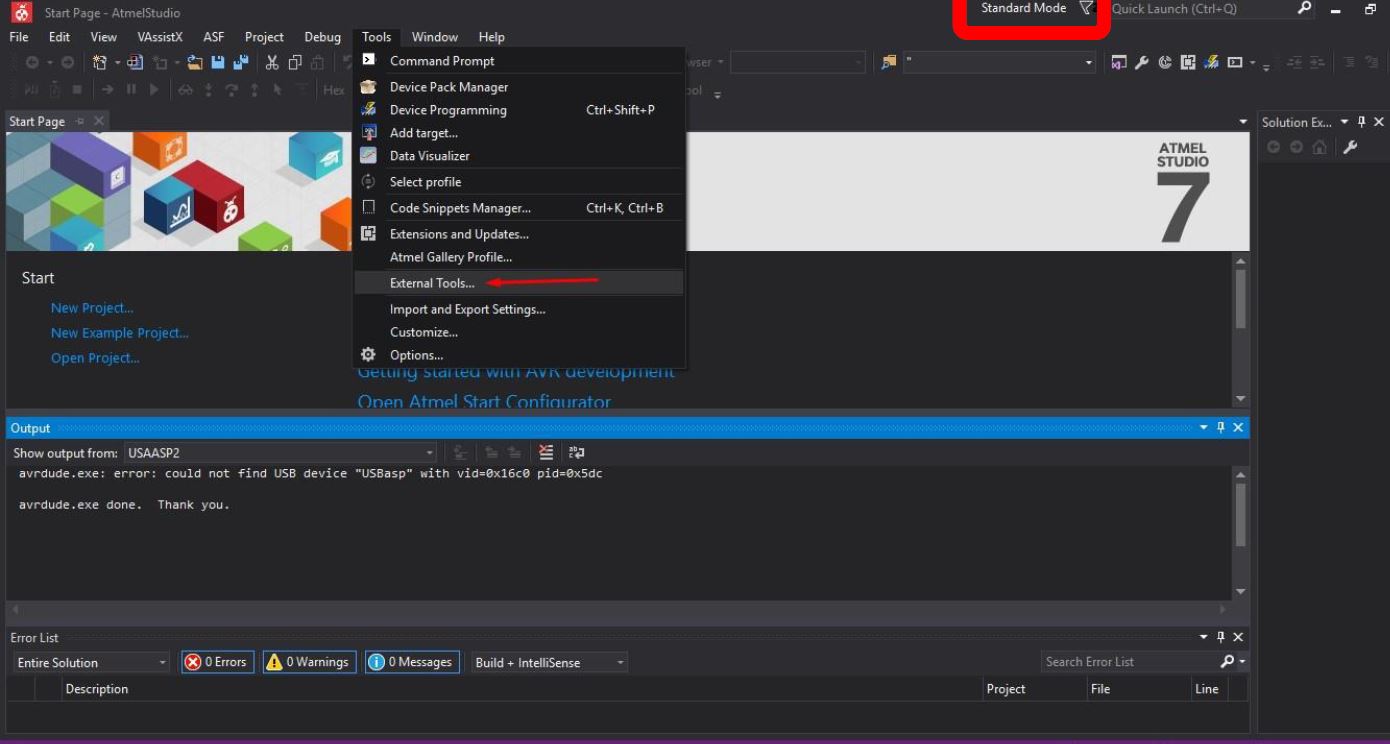 Start Page - AtmelStudio
Standard Mode
Quick Launch (Ctrl+Q)
File Edit View VAssistX ASF Project Debug Tools Window Help
Hex
Command Prompt
Device Pack Manager
Device Programming Ctrl+Shift+P
Add target...
Data Visualizer
Select profile
Code Snippets Manager... Ctrl+K, Ctrl+B
Extensions and Updates...
Atmel Gallery Profile...
External Tools...
Import and Export Settings...
Customize...
Options...
Start Page
Solution Ex...
ATMEL
STUDIO
7
Start
New Project...
New Example Project...
Open Project...
Getting started with AVR development
Open Atmel Start Configurator
Output
Show output from: USAASP2
avrdude.exe: error: could not find USB device "USBasp" with vid=0x16c0 pid=0x5dc
avrdude.exe done. Thank you.
Error List
Entire Solution 0 Errors 0 Warnings 0 Messages Build + IntelliSense Search Error List
Description Project File Line